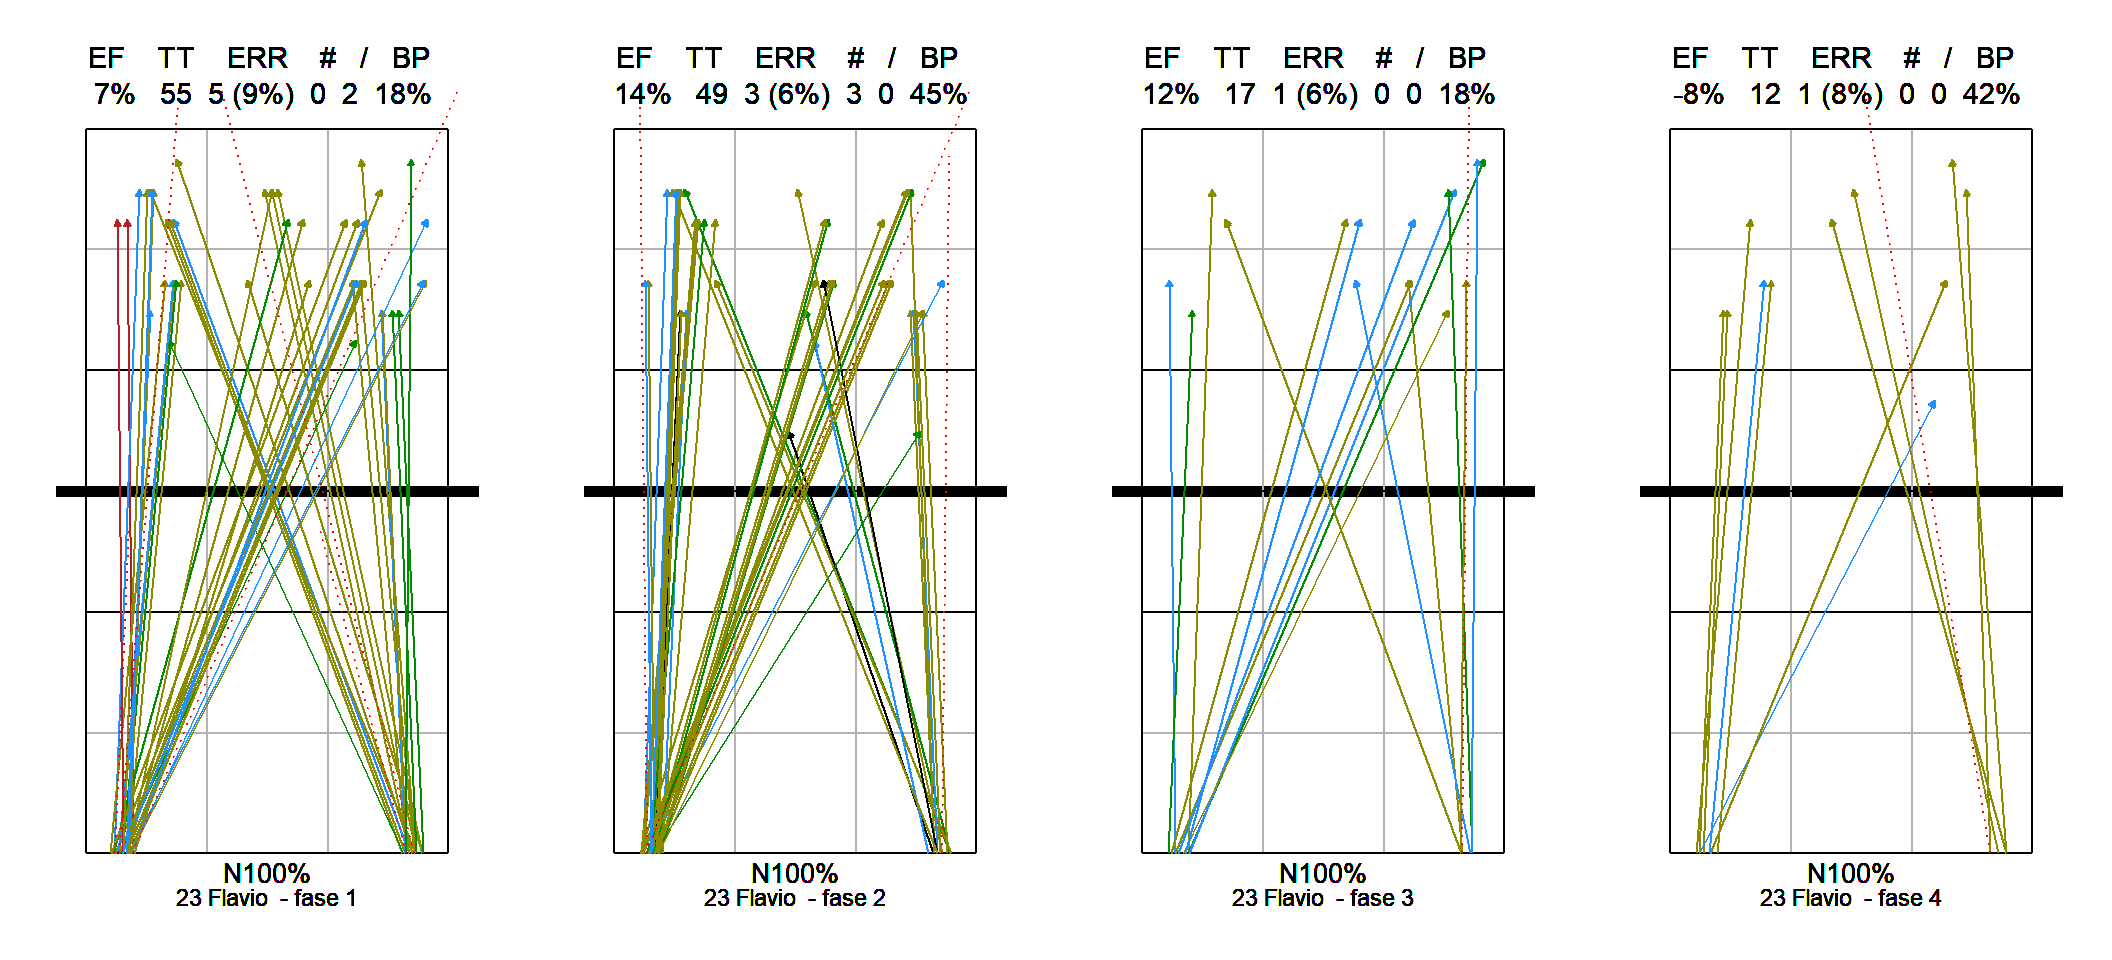 EF TT ERR # / BP
7% 55 5 (9%) 0 2 18%
N100%
23 Flavio - fase 1
EF TT ERR # / BP
14% 49 3 (6%) 3 0 45%
N100%
23 Flavio - fase 2
EF TT ERR # / BP
12% 17 1 (6%) 0 0 18%
N100%
23 Flavio - fase 3
EF TT ERR # / BP
-8% 12 1 (8%) 0 0 42%
N100%
23 Flavio - fase 4